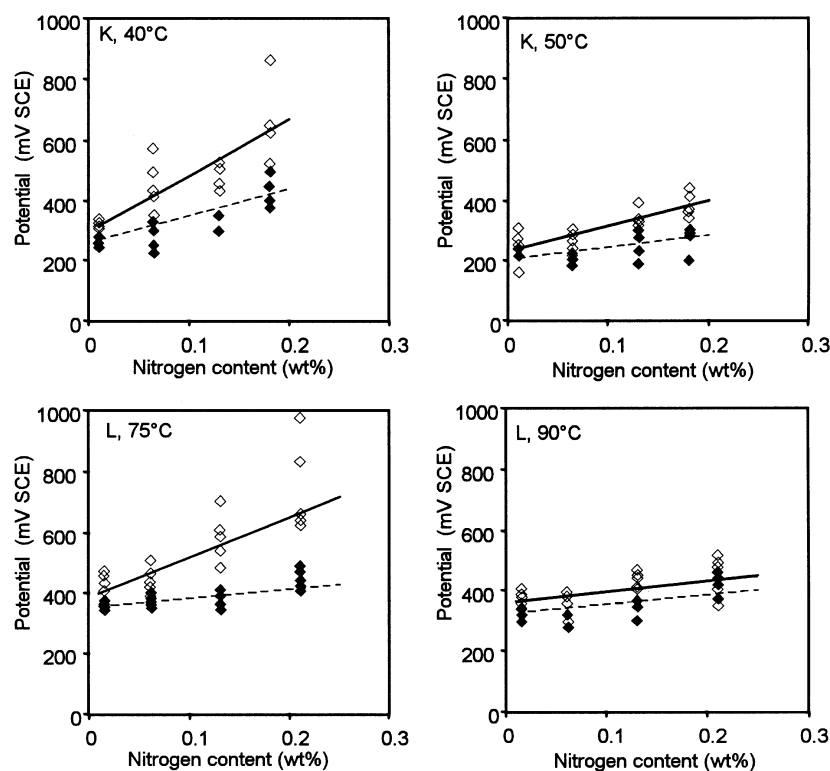 K, 40°C
1000
800
600
400
200
0
Potential (mV SCE)
0 0.1 0.2 0.3
Nitrogen content (wt%)
K, 50°C
1000
800
600
400
200
0
Potential (mV SCE)
0 0.1 0.2 0.3
Nitrogen content (wt%)
L, 75°C
1000
800
600
400
200
0
Potential (mV SCE)
0 0.1 0.2 0.3
Nitrogen content (wt%)
L, 90°C
1000
800
600
400
200
0
Potential (mV SCE)
0 0.1 0.2 0.3
Nitrogen content (wt%)